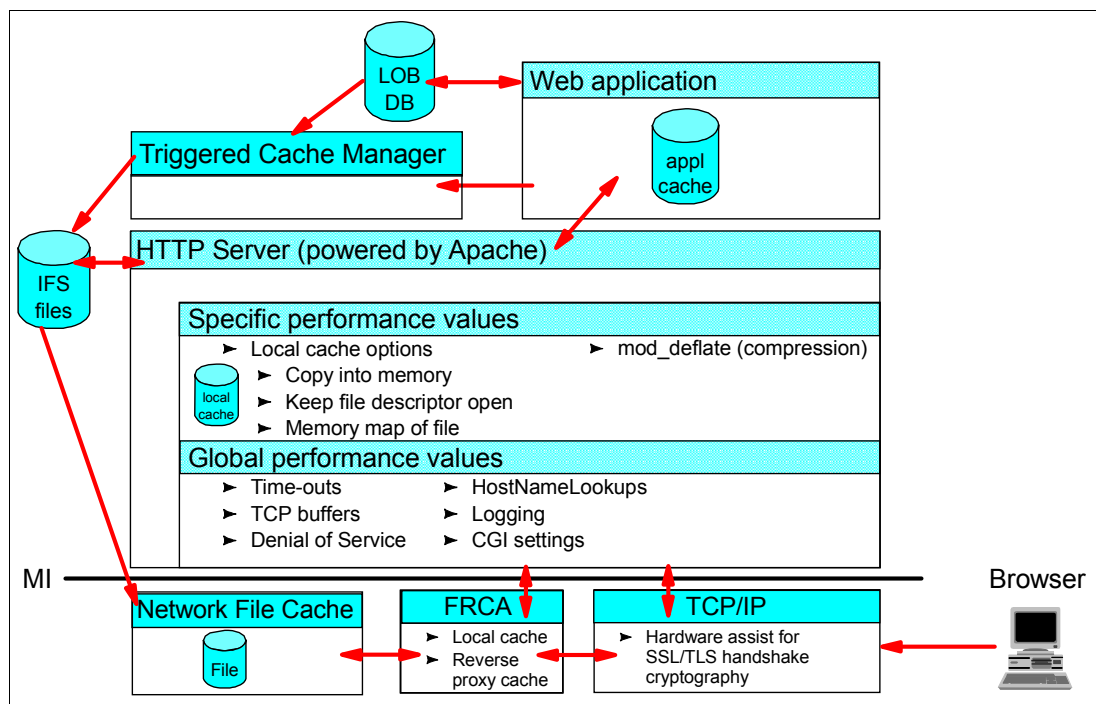 LOB
DB
Web application
appl
cache
Triggered Cache Manager
HTTP Server (powered by Apache)
IFS
files
Specific performance values
➤ Local cache options
➤ mod_deflate (compression)
local
cache
➤ Copy into memory
➤ Keep file descriptor open
➤ Memory map of file
Global performance values
➤ Time-outs
➤ HostNameLookups
➤ TCP buffers
➤ Logging
➤ Denial of Service
➤ CGI settings
MI
Browser
Network File Cache
File
FRCA
➤ Local cache
➤ Reverse
proxy cache
TCP/IP
➤ Hardware assist for
SSL/TLS handshake
cryptography